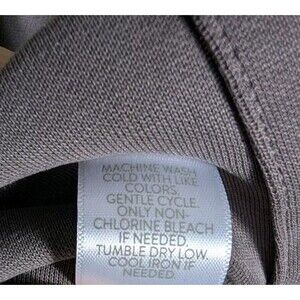 MACHINE WASH
COLD WITH LIKE
COLORS,
GENTLE CYCLE.
ONLY NON-
CHLORINE BLEACH
IF NEEDED.
TUMBLE DRY LOW.
COOL IRON IF
NEEDED